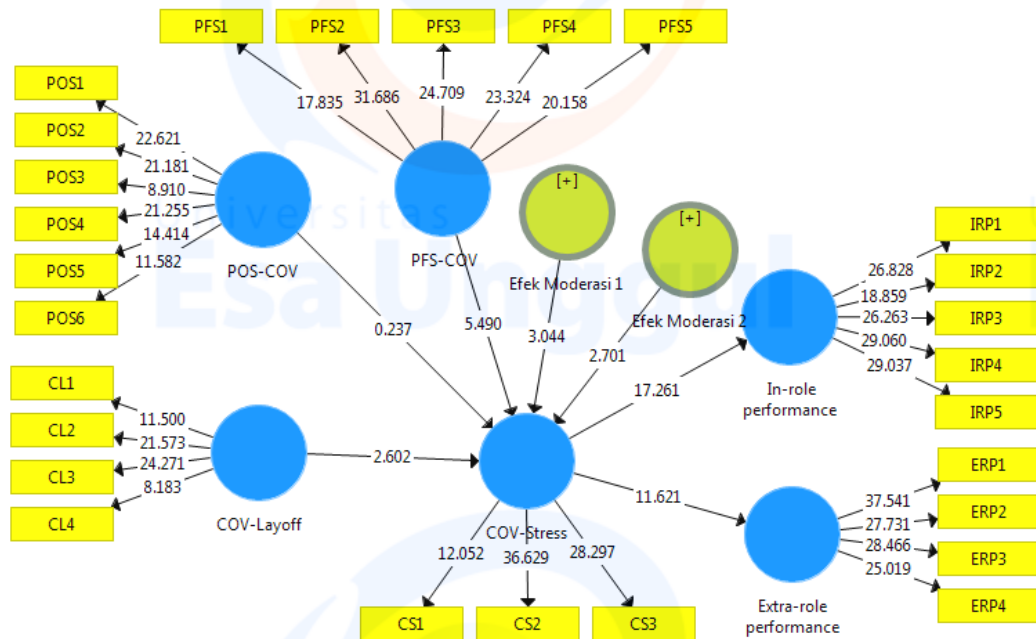 PFS1
PFS2
PFS3
PFS4
PFS5
17.835
31.686
24.709
23.324
20.158
POS1
POS2
POS3
POS4
POS5
POS6
22.621
21.181
8.910
21.255
14.414
11.582
POS-COV
PFS-COV
[+]
Efek Moderasi 1
[+]
Efek Moderasi 2
Universitas
Esa Unggul
0.237
5.490
3.044
2.701
IRP1
IRP2
IRP3
IRP4
IRP5
26.828
18.859
26.263
29.060
29.037
In-role
performance
17.261
CL1
CL2
CL3
CL4
11.500
21.573
24.271
8.183
COV-Layoff
2.602
COV-Stress
12.052
36.629
28.297
CS1
CS2
CS3
11.621
ERP1
ERP2
ERP3
ERP4
37.541
27.731
28.466
25.019
Extra-role
performance